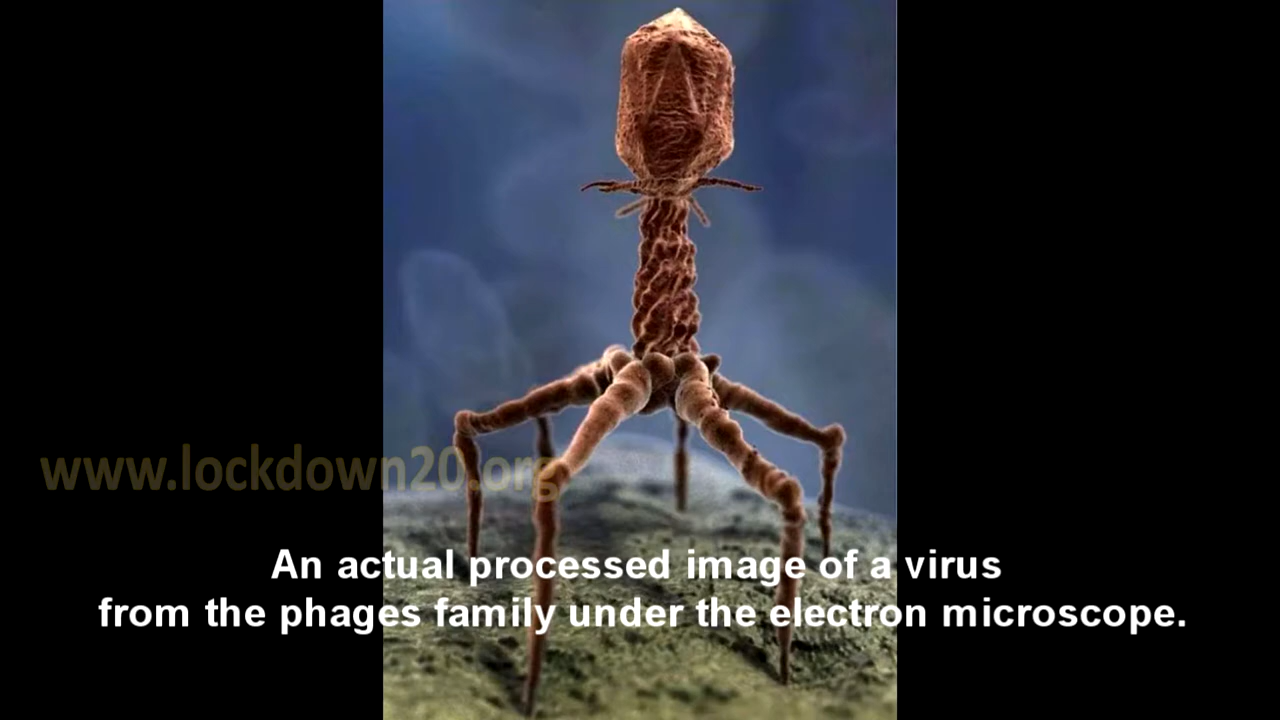 www.lockdown20.org
An actual processed image of a virus
from the phages family under the electron microscope.